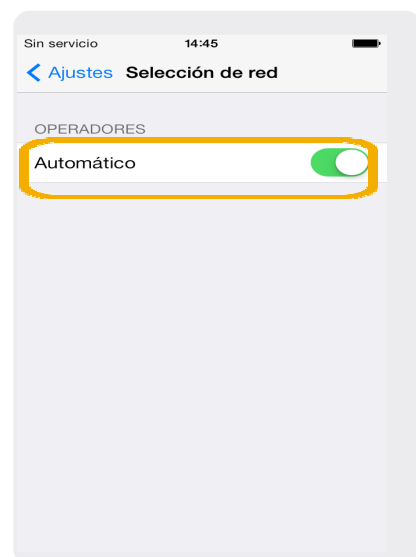 Sin servicio 14:45
Ajustes Selección de red
OPERADORES
Automático